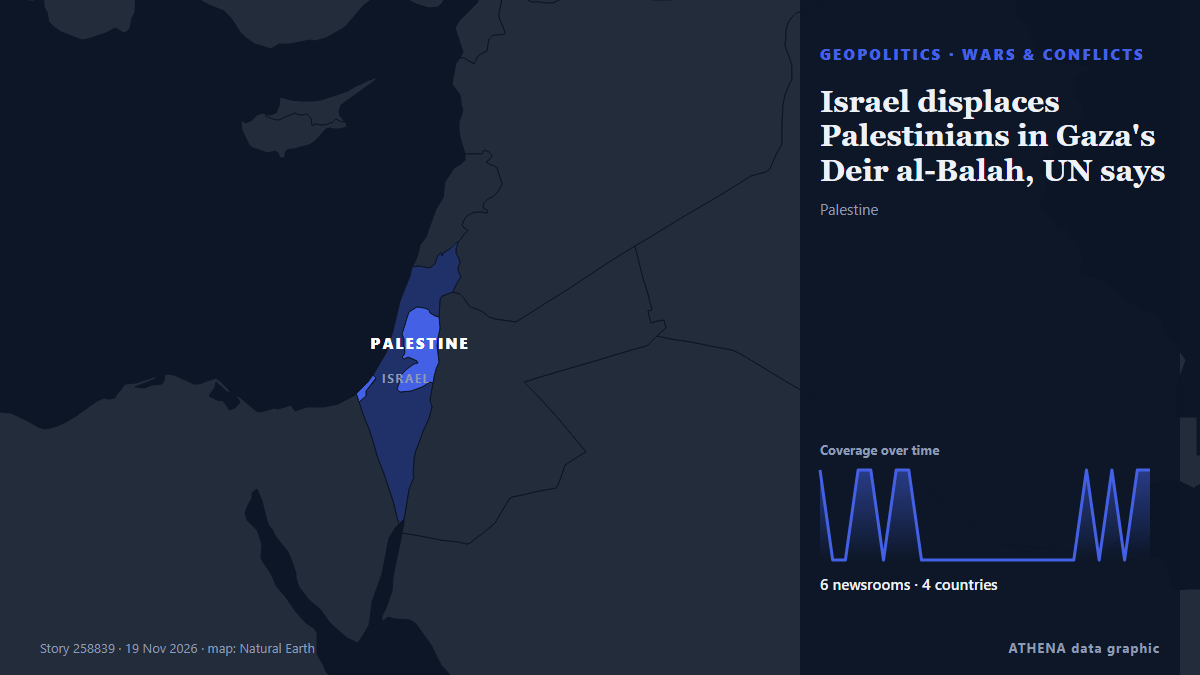 GEOPOLITICS · WARS & CONFLICTS
Israel displaces
Palestinians in Gaza's
Deir al-Balah, UN says
Palestine
PALESTINE
ISRAEL
Coverage over time
6 newsrooms · 4 countries
Story 258839 · 19 Nov 2026 · map: Natural Earth
ATHENA data graphic